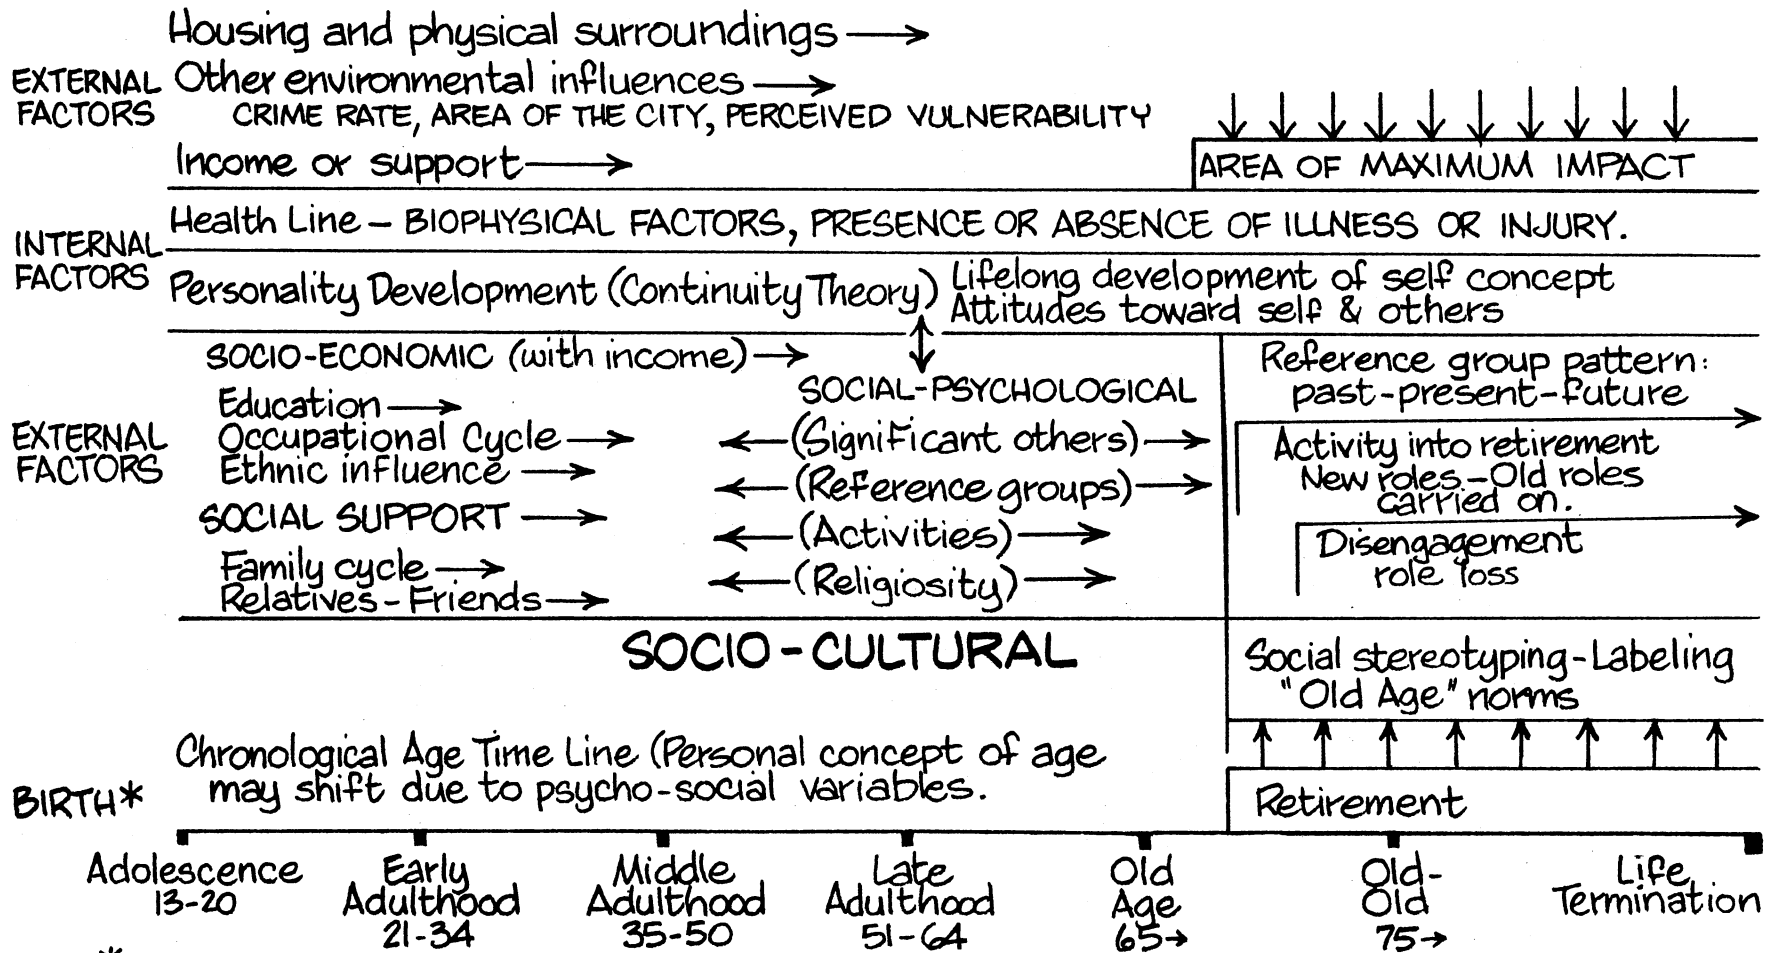 Housing and physical surroundings →
EXTERNAL FACTORS
Other environmental influences →
CRIME RATE, AREA OF THE CITY, PERCEIVED VULNERABILITY
Income or support →
AREA OF MAXIMUM IMPACT
INTERNAL FACTORS
Health Line – BIOPHYSICAL FACTORS, PRESENCE OR ABSENCE OF ILLNESS OR INJURY.
Personality Development (Continuity Theory)
Lifelong development of self concept
Attitudes toward self & others
EXTERNAL FACTORS
SOCIO-ECONOMIC (with income) →
Education →
Occupational Cycle →
Ethnic influence →
SOCIAL SUPPORT →
Family cycle →
Relatives – Friends →
SOCIAL-PSYCHOLOGICAL
← (Significant others) →
← (Reference groups) →
← (Activities) →
← (Religiosity) →
Reference group pattern:
past-present-future
Activity into retirement
New roles.–Old roles
carried on.
Disengagement
role loss
SOCIO-CULTURAL
Social stereotyping-Labeling
"Old Age" norms
Chronological Age Time Line (Personal concept of age
may shift due to psycho-social variables.
BIRTH*
Retirement
Adolescence
13-20
Early
Adulthood
21-34
Middle
Adulthood
35-50
Late
Adulthood
51-64
Old
Age
65→
Old-
Old
75→
Life
Termination
*